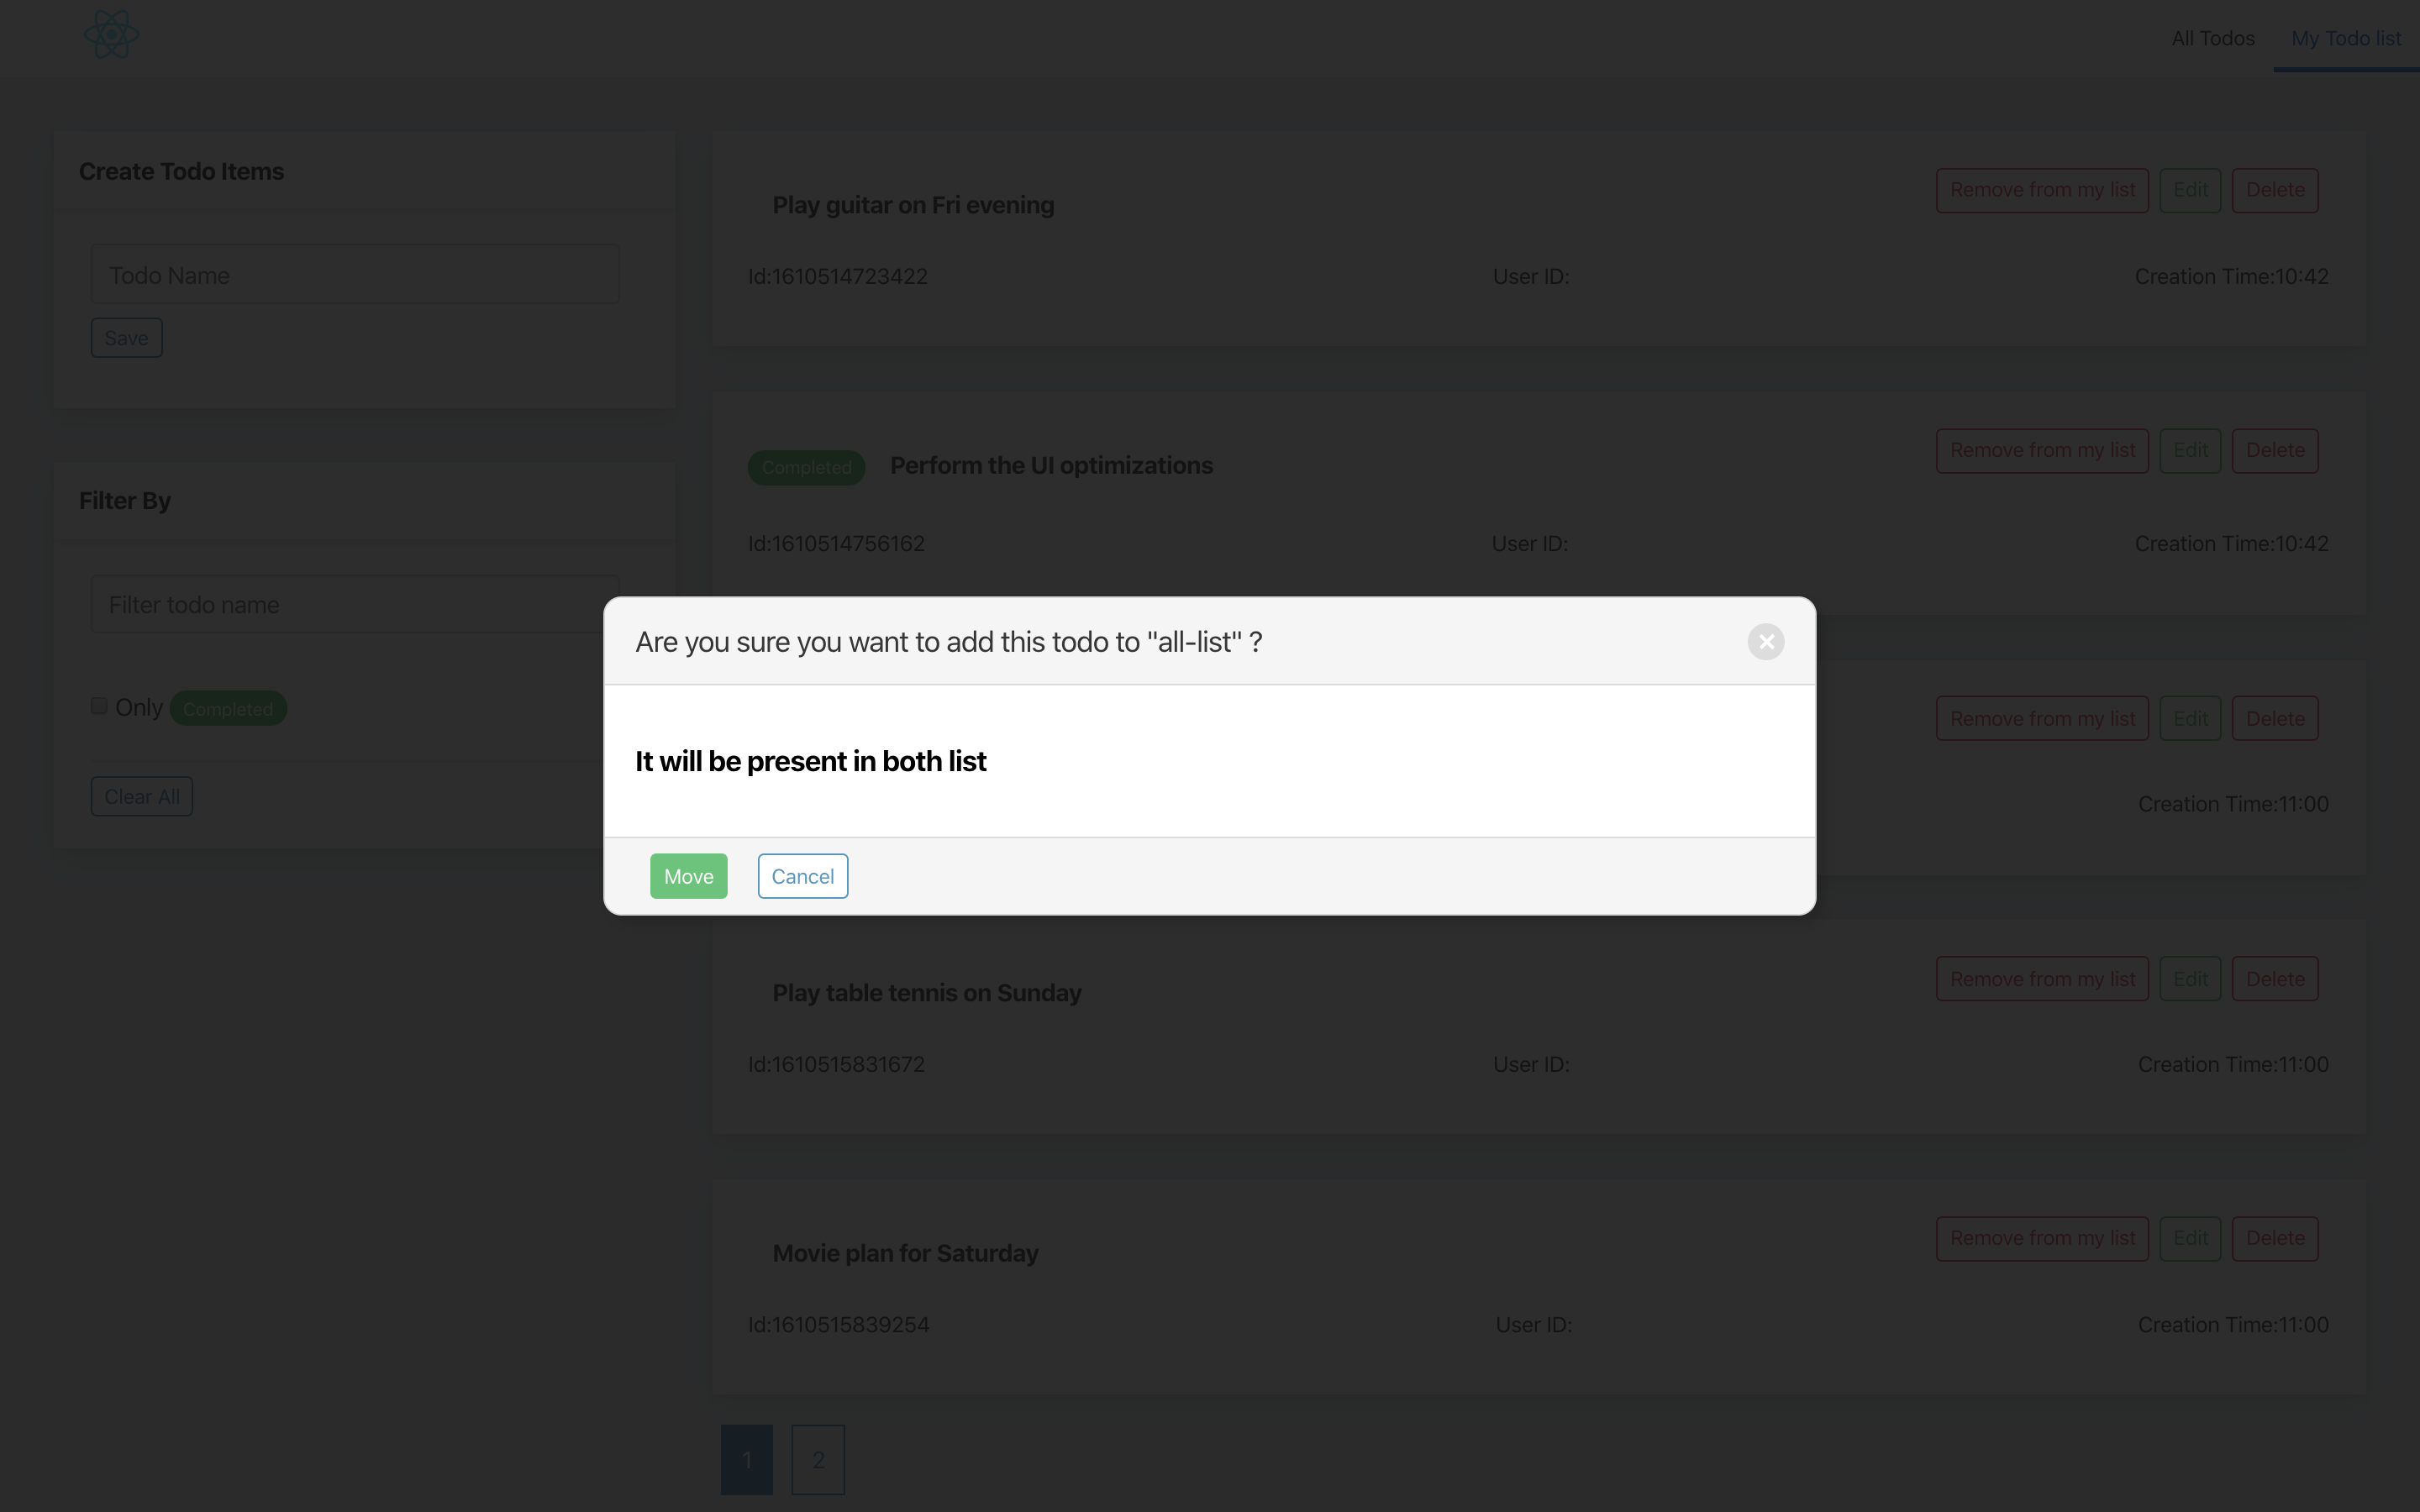 All Todos My Todo list
Create Todo Items
Todo Name
Save
Filter By
Filter todo name
Only Completed
Clear All
Play guitar on Fri evening
Remove from my list Edit Delete
Id:1610514723422 User ID: Creation Time:10:42
Completed Perform the UI optimizations
Remove from my list Edit Delete
Id:1610514756162 User ID: Creation Time:10:42
Are you sure you want to add this todo to "all-list" ?
It will be present in both list
Move Cancel
Remove from my list Edit Delete
Creation Time:11:00
Play table tennis on Sunday
Remove from my list Edit Delete
Id:1610515831672 User ID: Creation Time:11:00
Movie plan for Saturday
Remove from my list Edit Delete
Id:1610515839254 User ID: Creation Time:11:00
1 2